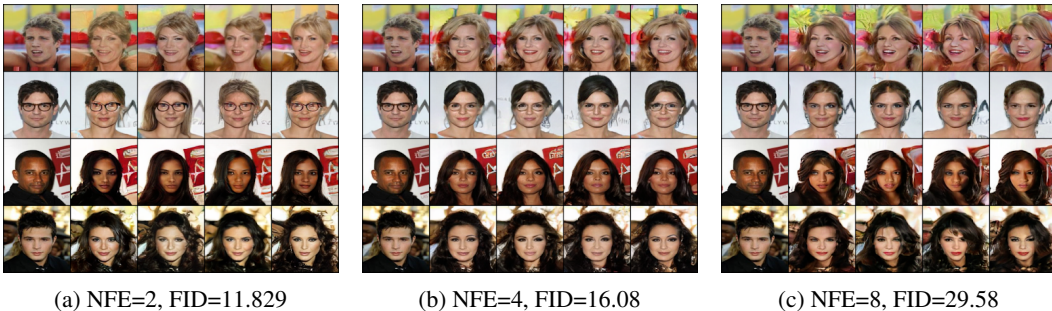 (a) NFE=2, FID=11.829
(b) NFE=4, FID=16.08
(c) NFE=8, FID=29.58